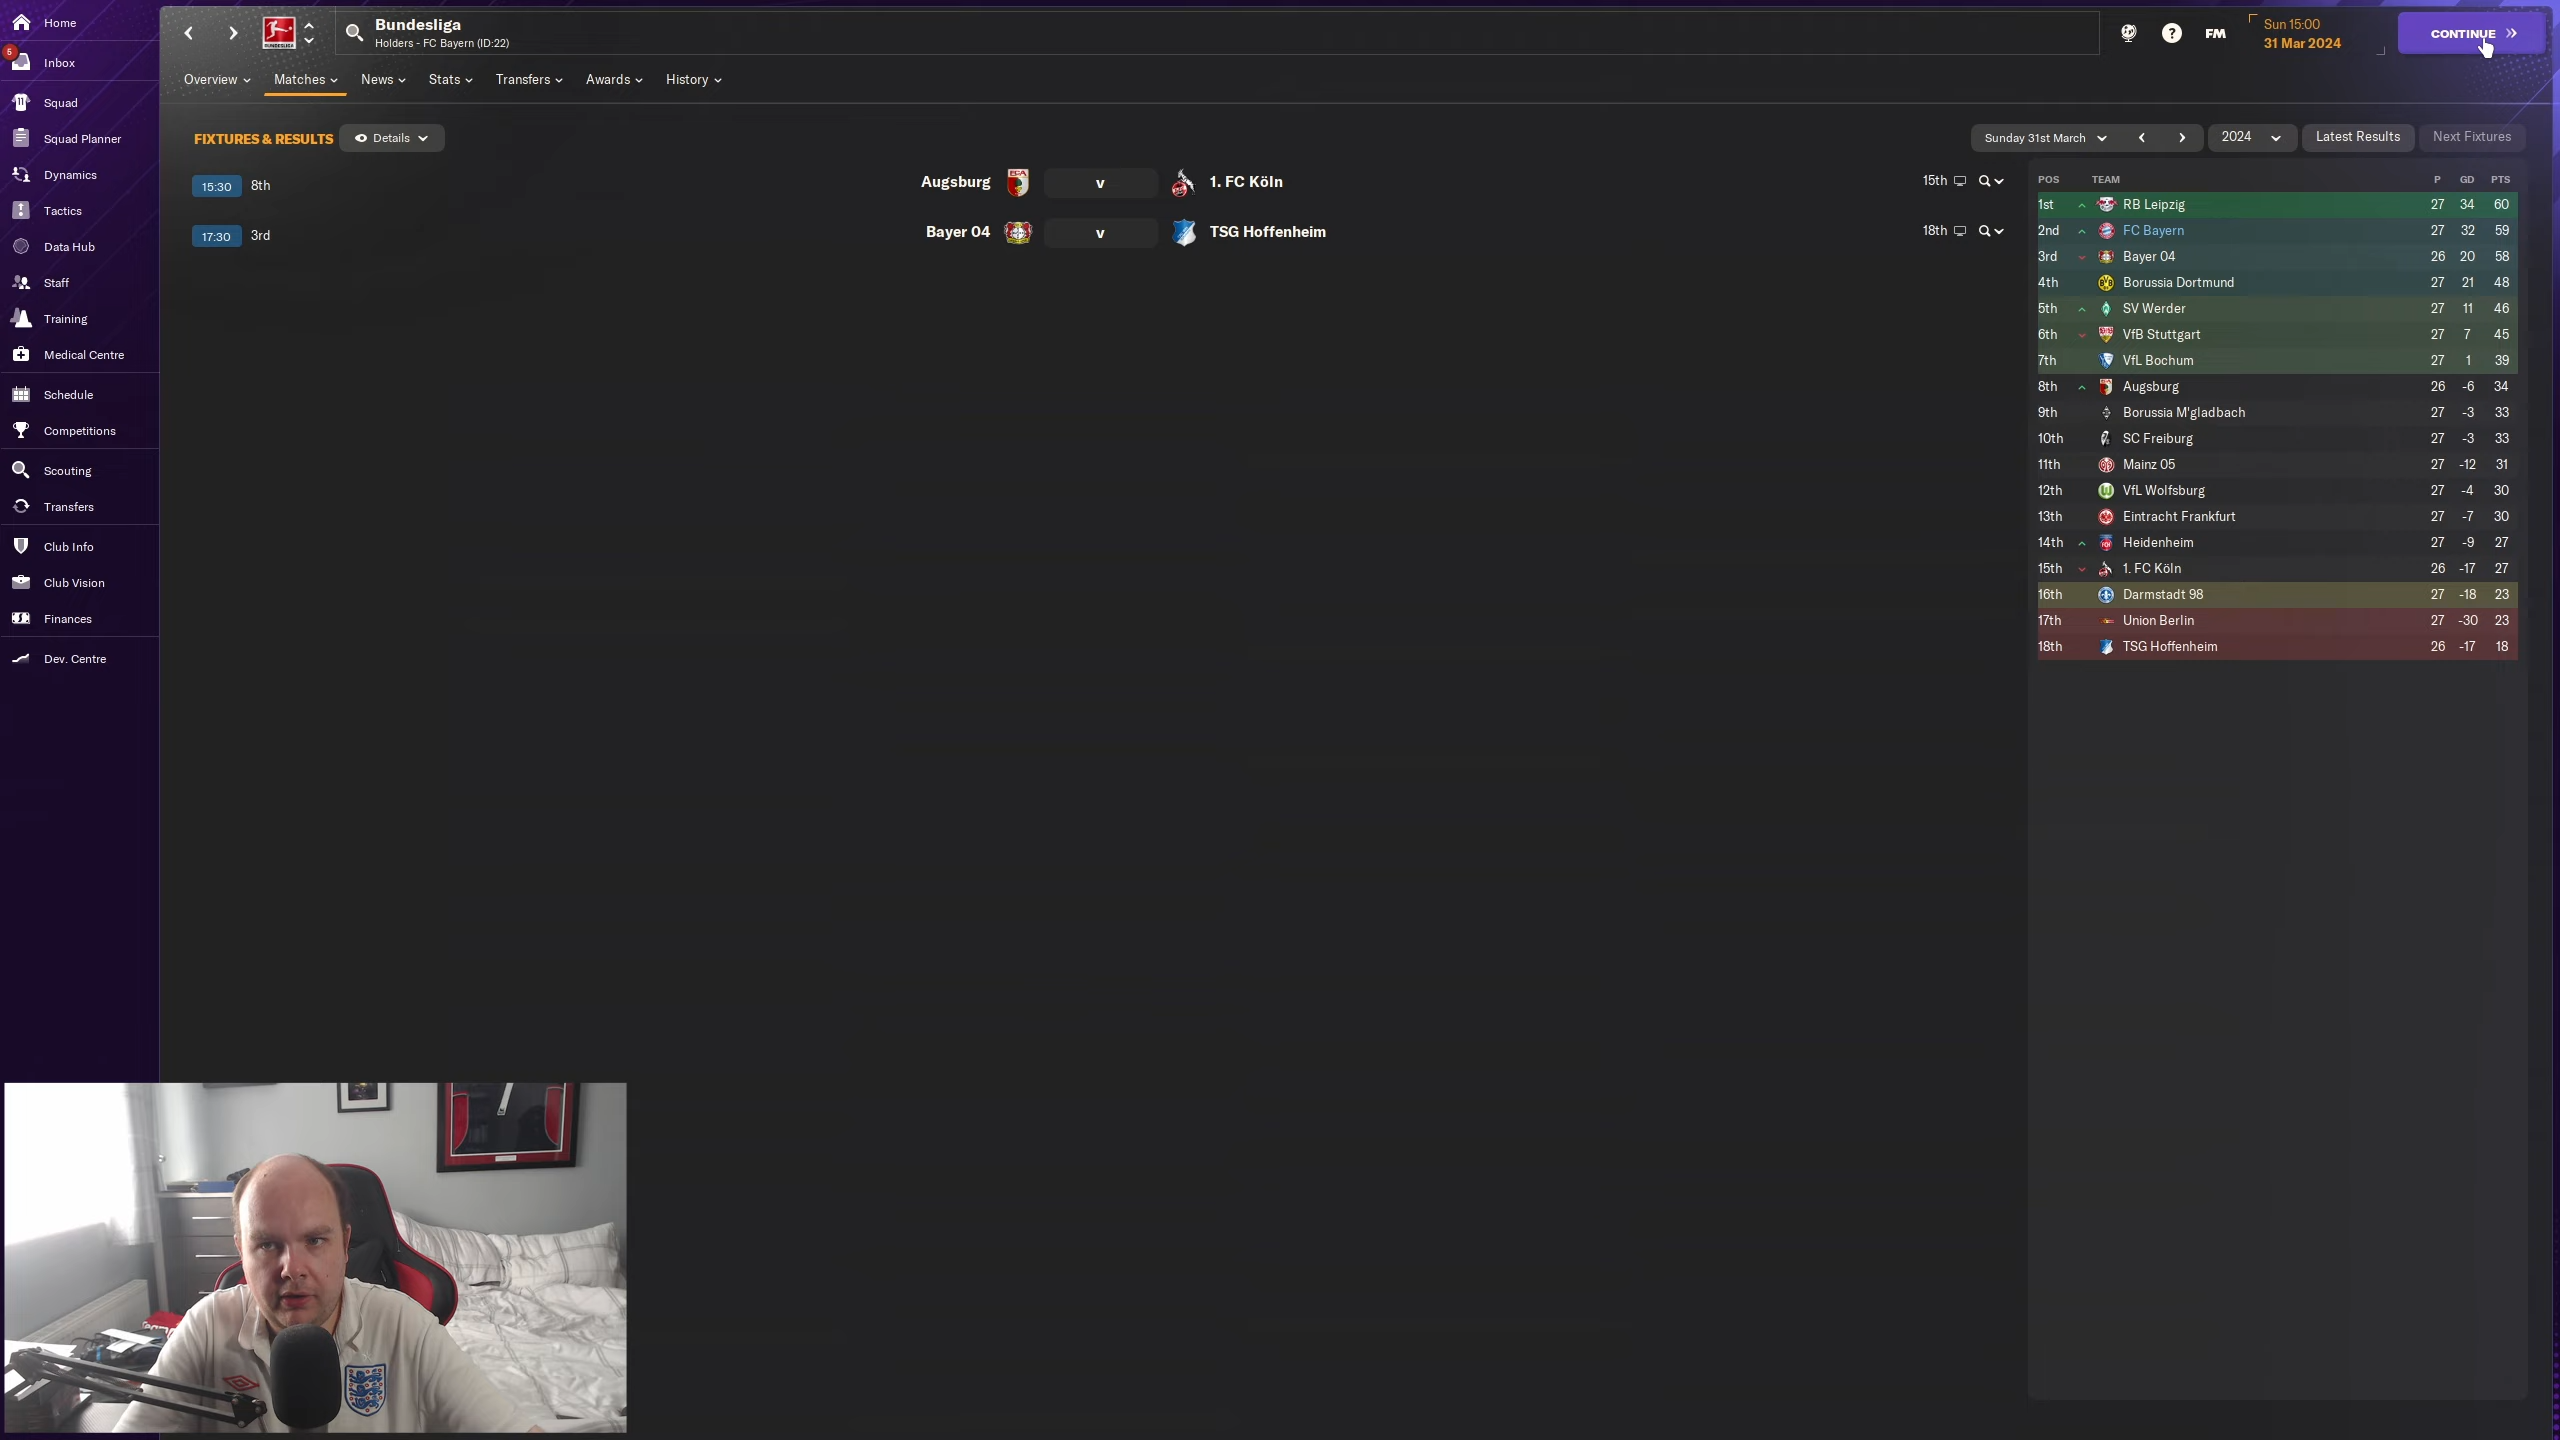 Home
5
Inbox
Squad
Squad Planner
Dynamics
Tactics
Data Hub
Staff
Training
Medical Centre
Schedule
Competitions
Scouting
Transfers
Club Info
Club Vision
Finances
Dev. Centre
Bundesliga
Holders - FC Bayern (ID:22)
FM
Sun 15:00
31 Mar 2024
CONTINUE
Overview Matches News Stats Transfers Awards History
FIXTURES & RESULTS Details
Sunday 31st March 2024 Latest Results Next Fixtures
15:30 8th Augsburg v 1. FC Köln 15th
17:30 3rd Bayer 04 v TSG Hoffenheim 18th
POS TEAM P GD PTS
1st RB Leipzig 27 34 60
2nd FC Bayern 27 32 59
3rd Bayer 04 26 20 58
4th Borussia Dortmund 27 21 48
5th SV Werder 27 11 46
6th VfB Stuttgart 27 7 45
7th VfL Bochum 27 1 39
8th Augsburg 26 -6 34
9th Borussia M'gladbach 27 -3 33
10th SC Freiburg 27 -3 33
11th Mainz 05 27 -12 31
12th VfL Wolfsburg 27 -4 30
13th Eintracht Frankfurt 27 -7 30
14th Heidenheim 27 -9 27
15th 1. FC Köln 26 -17 27
16th Darmstadt 98 27 -18 23
17th Union Berlin 27 -30 23
18th TSG Hoffenheim 26 -17 18